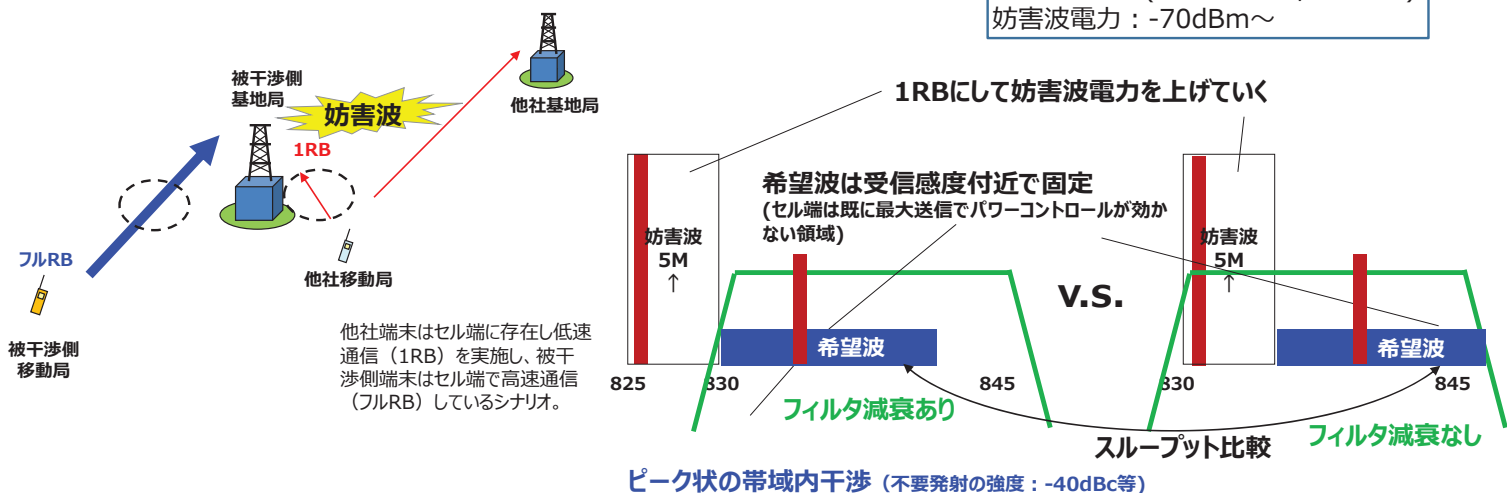 妨害波電力：-70dBm～
被干渉側
基地局
妨害波
他社基地局
1RB
フルRB
他社移動局
被干渉側
移動局
他社端末はセル端に存在し低速
通信（1RB）を実施し、被干
渉側端末はセル端で高速通信
（フルRB）しているシナリオ。
1RBにして妨害波電力を上げていく
希望波は受信感度付近で固定
(セル端は既に最大送信でパワーコントロールが効か
ない領域)
妨害波
5M
↑
希望波
825
830
845
フィルタ減衰あり
V.S.
妨害波
5M
↑
希望波
830
845
フィルタ減衰なし
スループット比較
ピーク状の帯域内干渉（不要発射の強度：-40dBc等）